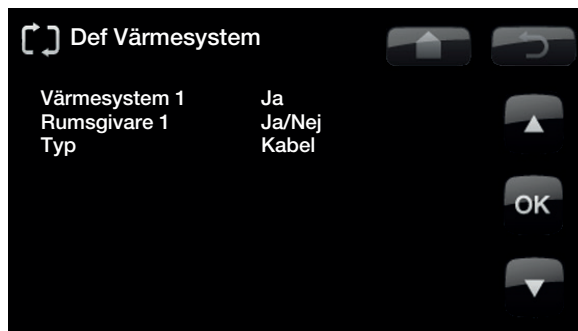 Def Värmesystem
Värmesystem 1 Ja
Rumsgivare 1 Ja/Nej
Typ Kabel
OK